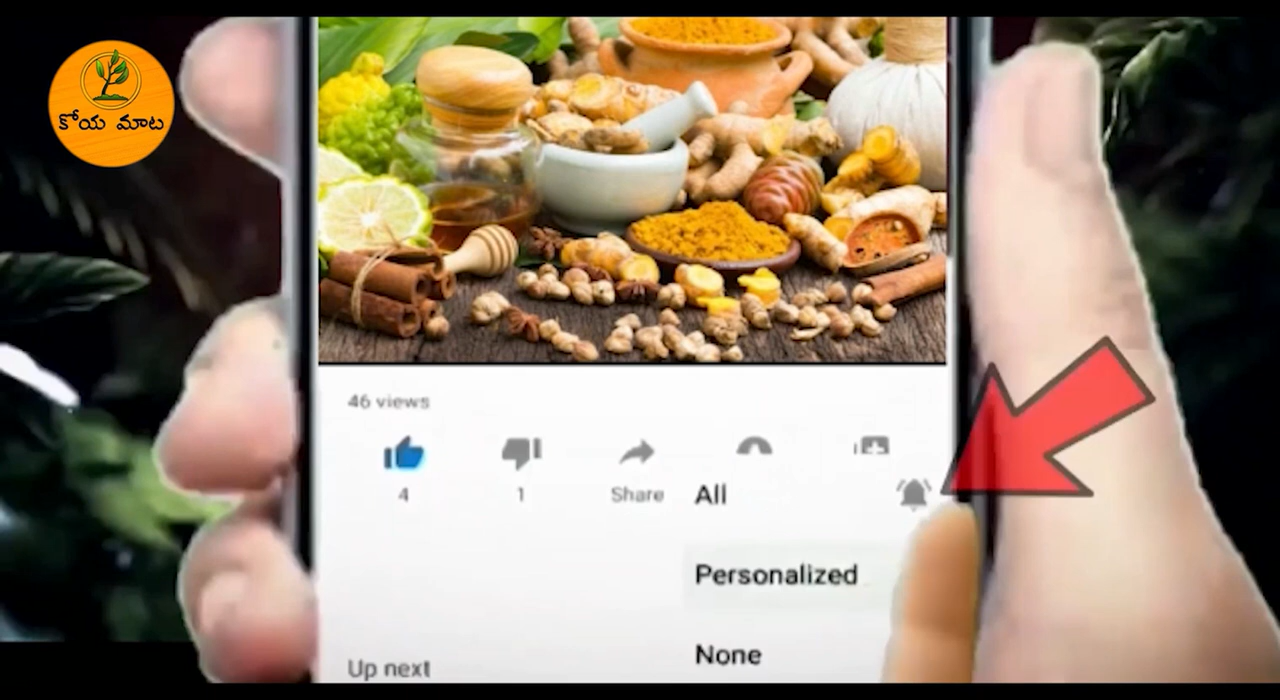 కోయ మాట
46 views
4
1
Share
All
Personalized
None
Up next